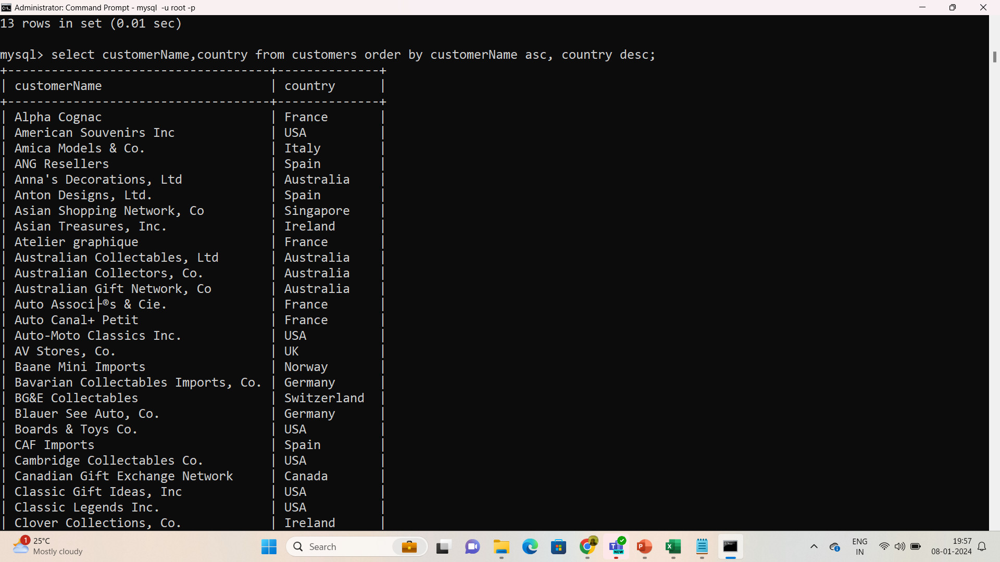 Administrator: Command Prompt - mysql  -u root -p
13 rows in set (0.01 sec)
mysql> select customerName,country from customers order by customerName asc, country desc;
+------------------------------------+--------------+
| customerName                       | country      |
+------------------------------------+--------------+
| Alpha Cognac                       | France       |
| American Souvenirs Inc             | USA          |
| Amica Models & Co.                 | Italy        |
| ANG Resellers                      | Spain        |
| Anna's Decorations, Ltd            | Australia    |
| Anton Designs, Ltd.                | Spain        |
| Asian Shopping Network, Co         | Singapore    |
| Asian Treasures, Inc.              | Ireland      |
| Atelier graphique                  | France       |
| Australian Collectables, Ltd       | Australia    |
| Australian Collectors, Co.         | Australia    |
| Australian Gift Network, Co        | Australia    |
| Auto Associ├®s & Cie.              | France       |
| Auto Canal+ Petit                  | France       |
| Auto-Moto Classics Inc.            | USA          |
| AV Stores, Co.                     | UK           |
| Baane Mini Imports                 | Norway       |
| Bavarian Collectables Imports, Co. | Germany      |
| BG&E Collectables                  | Switzerland  |
| Blauer See Auto, Co.               | Germany      |
| Boards & Toys Co.                  | USA          |
| CAF Imports                        | Spain        |
| Cambridge Collectables Co.         | USA          |
| Canadian Gift Exchange Network     | Canada       |
| Classic Gift Ideas, Inc            | USA          |
| Classic Legends Inc.               | USA          |
| Clover Collections, Co.            | Ireland      |
1
25°C
Mostly cloudy
Search
NEW
ENG
IN
19:57
08-01-2024